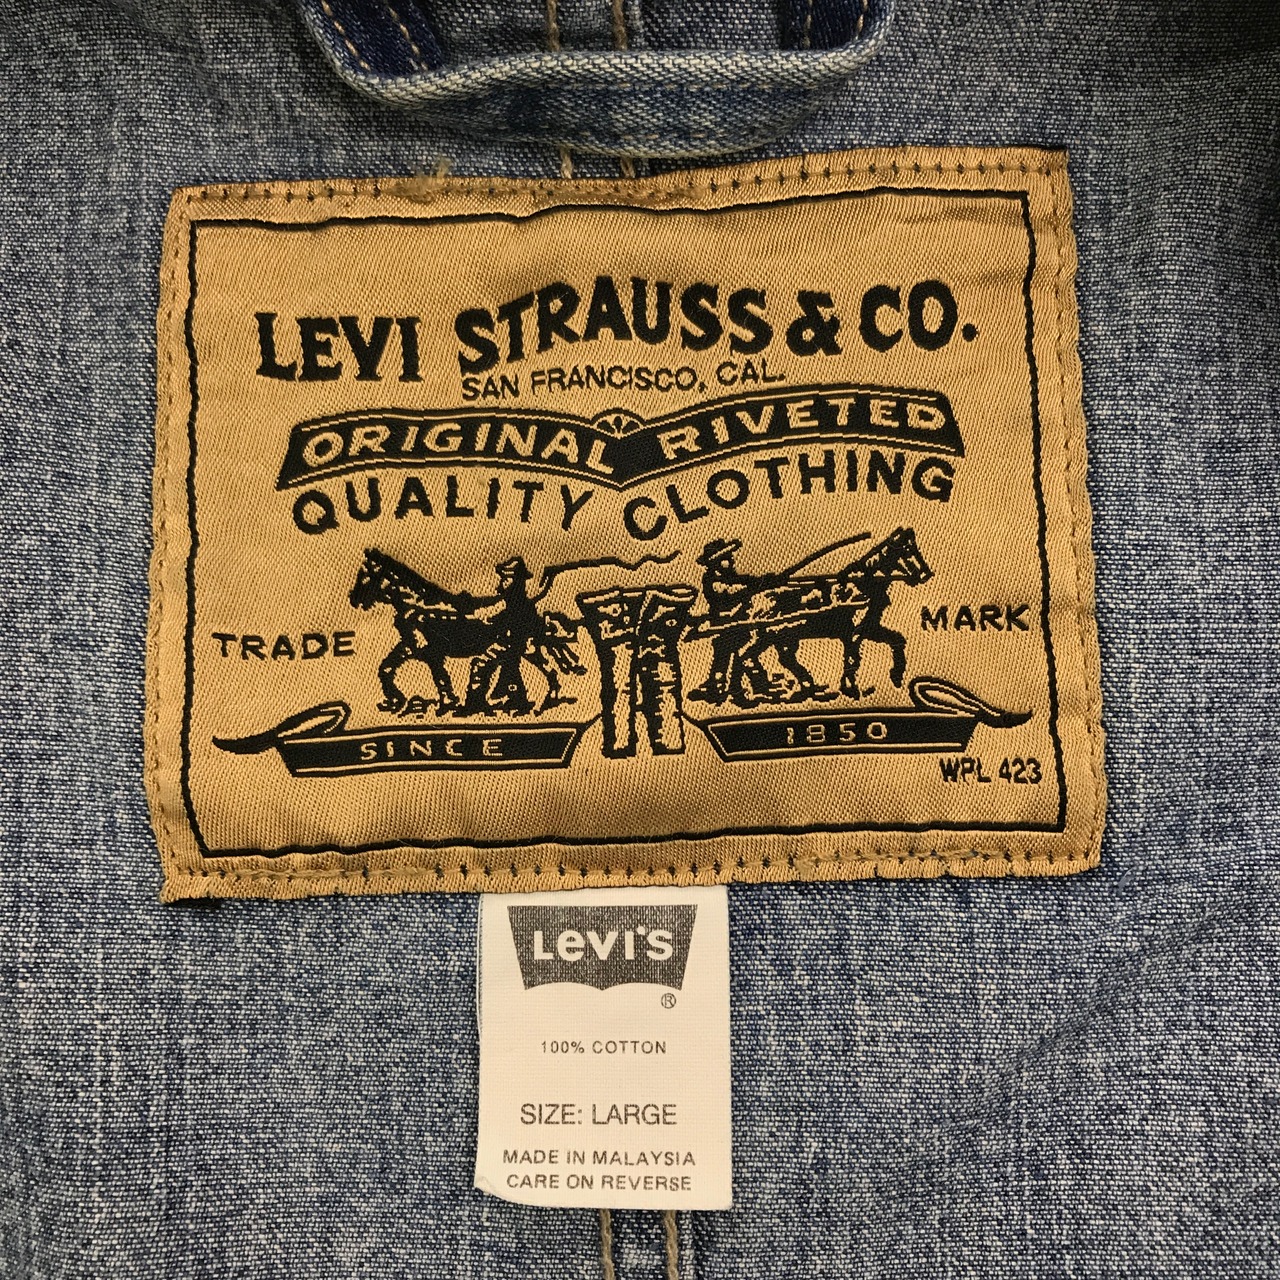 LEVI STRAUSS & CO.
SAN FRANCISCO, CAL.
ORIGINAL RIVETED
QUALITY CLOTHING
TRADE MARK
SINCE 1850
WPL 423
Levi's
®
100% COTTON
SIZE: LARGE
MADE IN MALAYSIA
CARE ON REVERSE